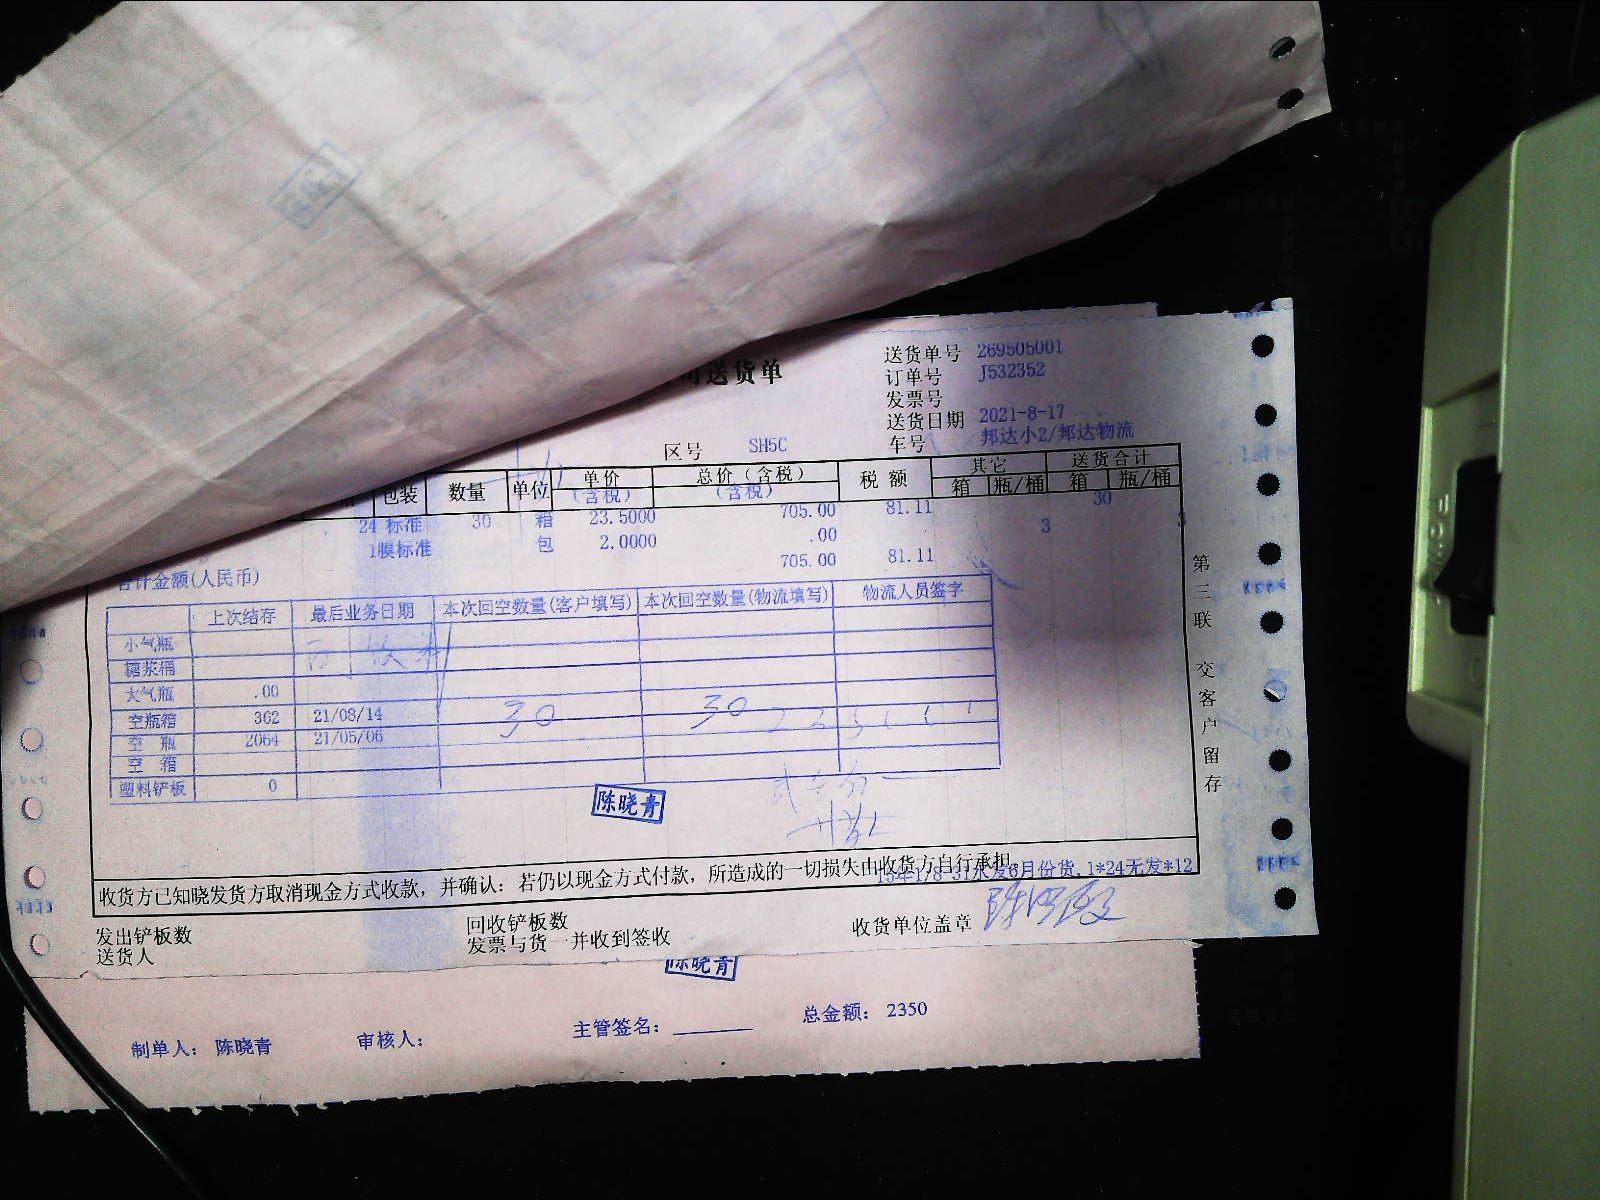 送货单
送货单号 269505001
订单号 J532352
发票号
送货日期 2021-8-17
区号 SH5C 车号 邦达小2/邦达物流
包装 数量 单位 单价(含税) 总价(含税)(含税) 税额 其它 送货合计
箱 瓶/桶 箱 瓶/桶
24 标准 30 箱 23.5000 705.00 81.11 30
1膜标准 包 2.0000 .00 3 3
705.00 81.11
合计金额(人民币)
上次结存 最后业务日期 本次回空数量(客户填写) 本次回空数量(物流填写) 物流人员签字
小气瓶
糖浆桶
大气瓶 .00
空瓶箱 362 21/08/14 30 30
空 瓶 2064 21/05/06
空 箱
塑料铲板 0
陈晓青
第三联 交客户留存
收货方已知晓发货方取消现金方式收款，并确认：若仍以现金方式付款，所造成的一切损失由收货方自行承担。
6月份货,1*24无发*12
发出铲板数 回收铲板数 收货单位盖章
送货人 发票与货一并收到签收
陈晓青
制单人： 陈晓青 审核人： 主管签名： 总金额： 2350